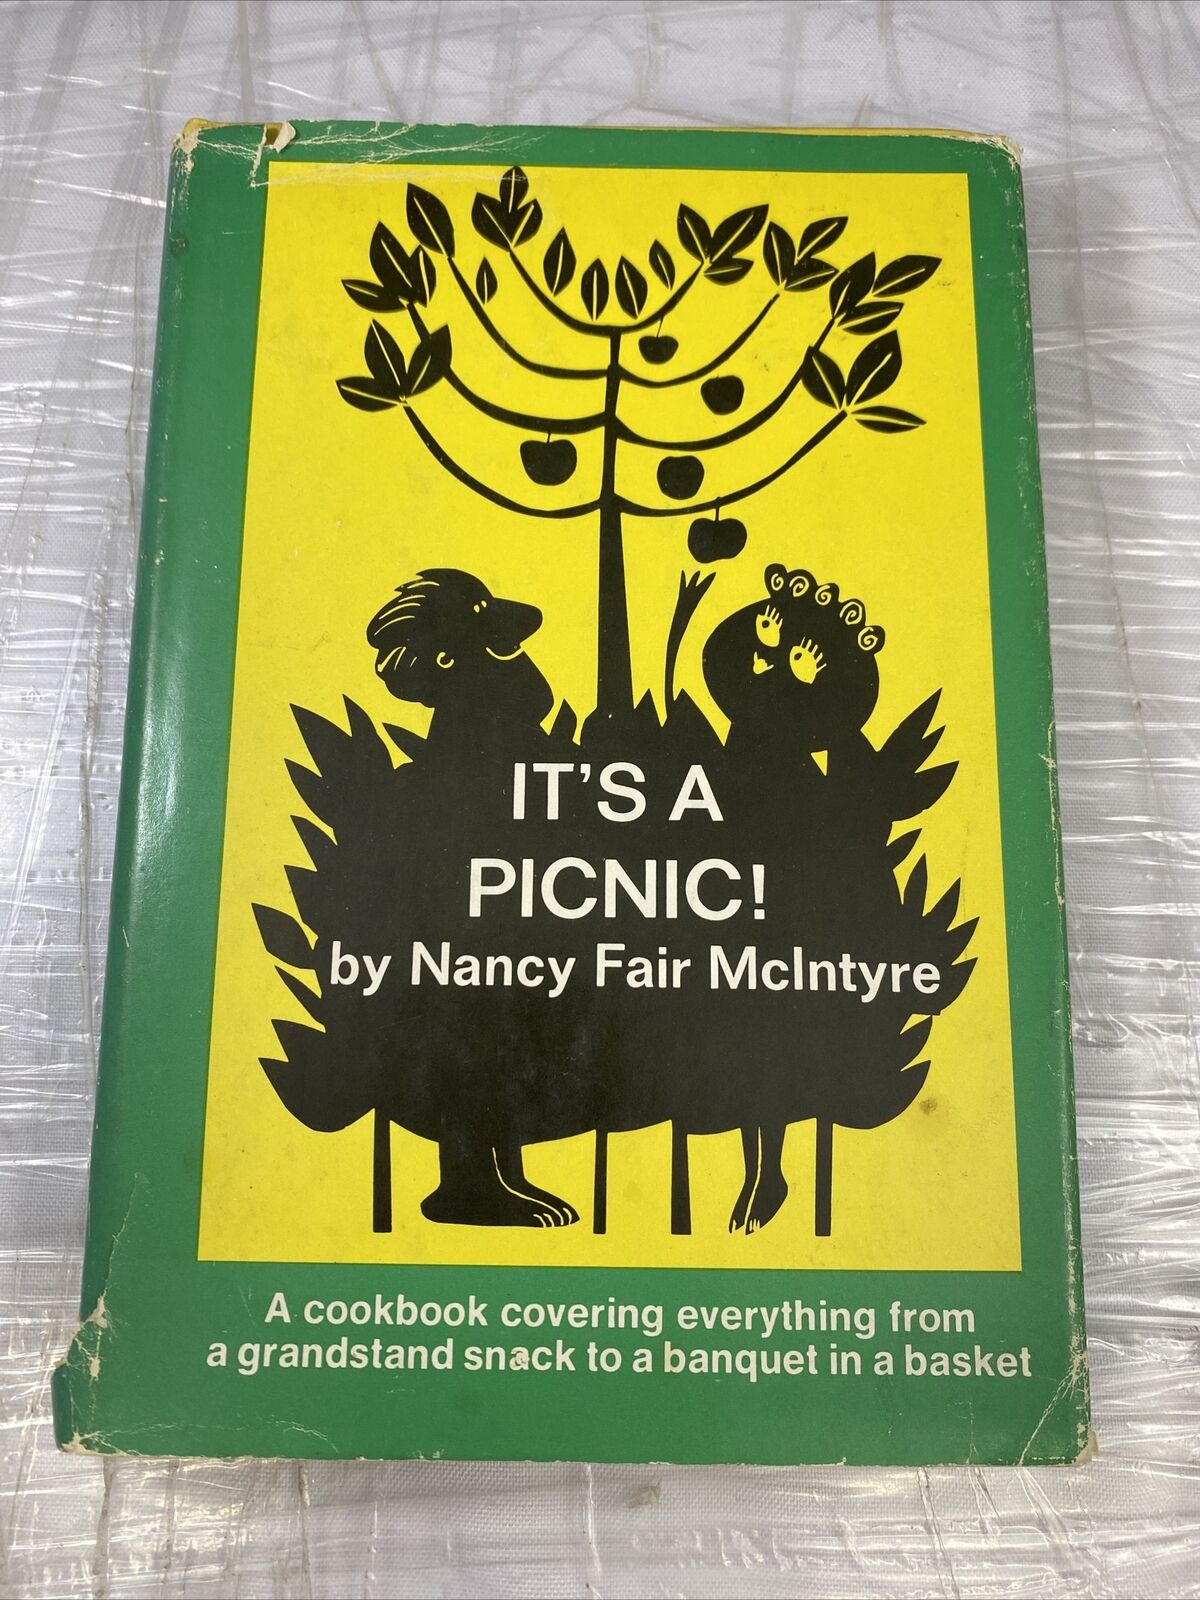 IT'S A
PICNIC!
by Nancy Fair McIntyre
A cookbook covering everything from
a grandstand snack to a banquet in a basket